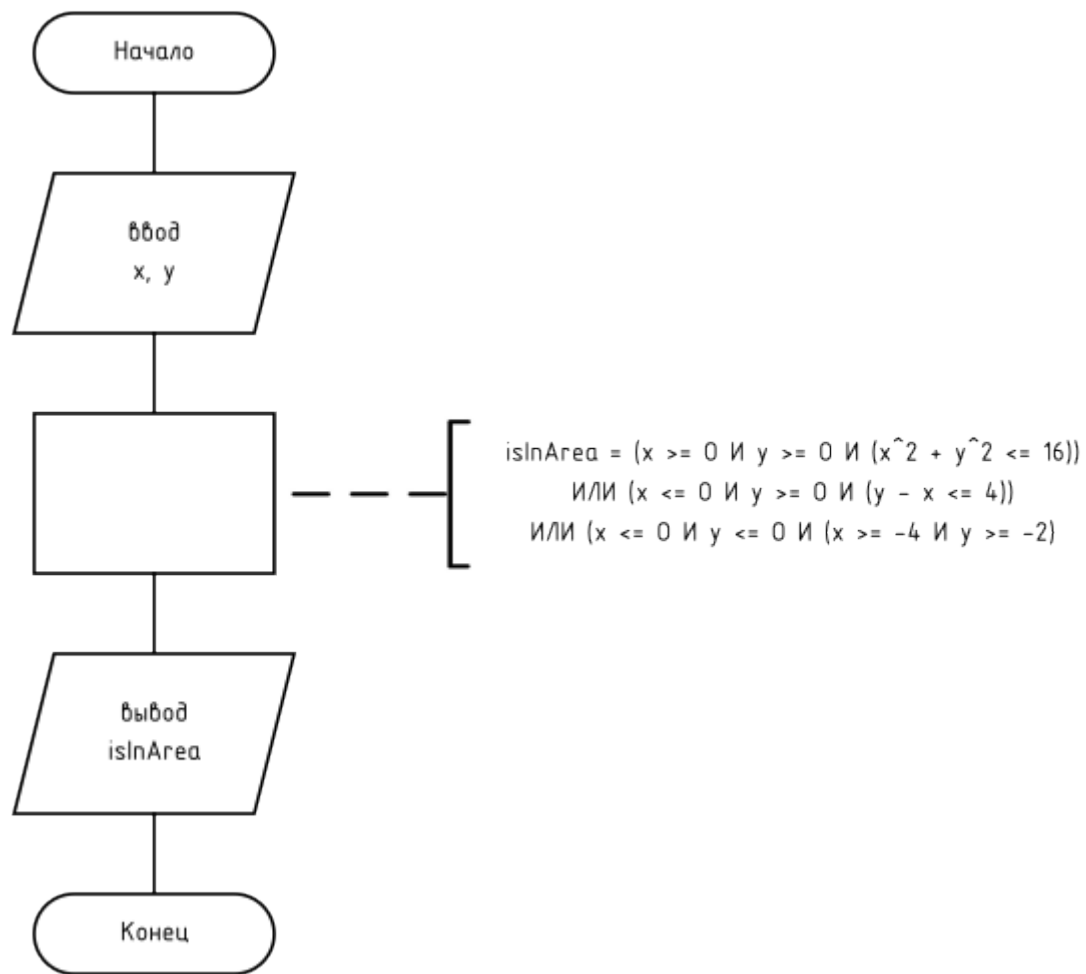 Начало
ввод
x, y
isInArea = (x >= 0 И y >= 0 И (x^2 + y^2 <= 16))
ИЛИ (x <= 0 И y >= 0 И (y - x <= 4))
ИЛИ (x <= 0 И y <= 0 И (x >= -4 И y >= -2)
вывод
isInArea
Конец